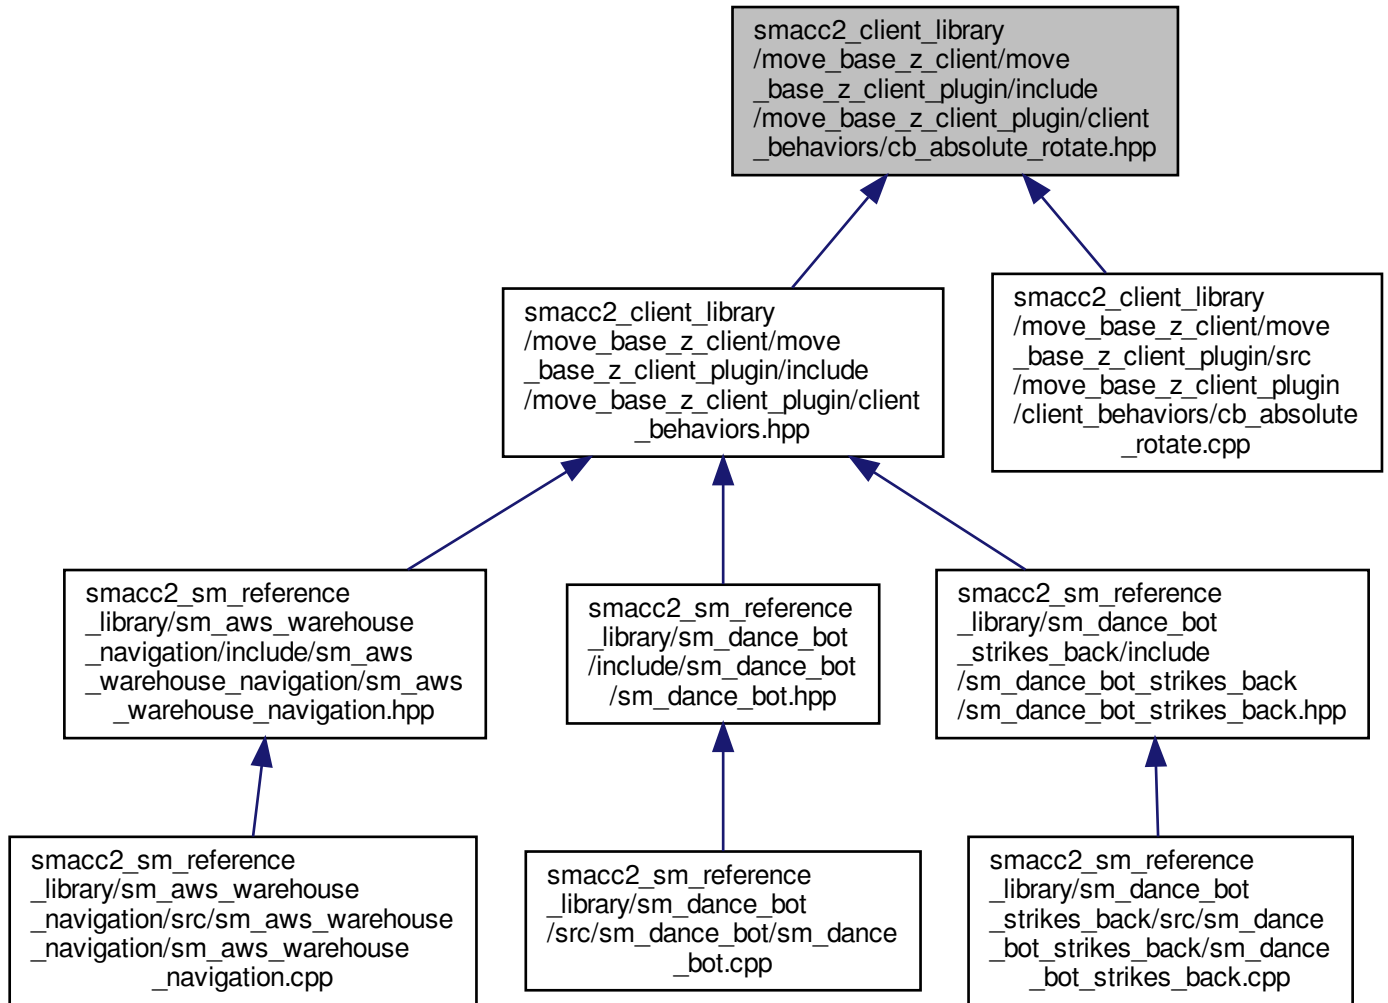 smacc2_client_library
/move_base_z_client/move
_base_z_client_plugin/include
/move_base_z_client_plugin/client
_behaviors/cb_absolute_rotate.hpp
smacc2_client_library
/move_base_z_client/move
_base_z_client_plugin/include
/move_base_z_client_plugin/client
_behaviors.hpp
smacc2_client_library
/move_base_z_client/move
_base_z_client_plugin/src
/move_base_z_client_plugin
/client_behaviors/cb_absolute
_rotate.cpp
smacc2_sm_reference
_library/sm_aws_warehouse
_navigation/include/sm_aws
_warehouse_navigation/sm_aws
_warehouse_navigation.hpp
smacc2_sm_reference
_library/sm_dance_bot
/include/sm_dance_bot
/sm_dance_bot.hpp
smacc2_sm_reference
_library/sm_dance_bot
_strikes_back/include
/sm_dance_bot_strikes_back
/sm_dance_bot_strikes_back.hpp
smacc2_sm_reference
_library/sm_aws_warehouse
_navigation/src/sm_aws_warehouse
_navigation/sm_aws_warehouse
_navigation.cpp
smacc2_sm_reference
_library/sm_dance_bot
/src/sm_dance_bot/sm_dance
_bot.cpp
smacc2_sm_reference
_library/sm_dance_bot
_strikes_back/src/sm_dance
_bot_strikes_back/sm_dance
_bot_strikes_back.cpp